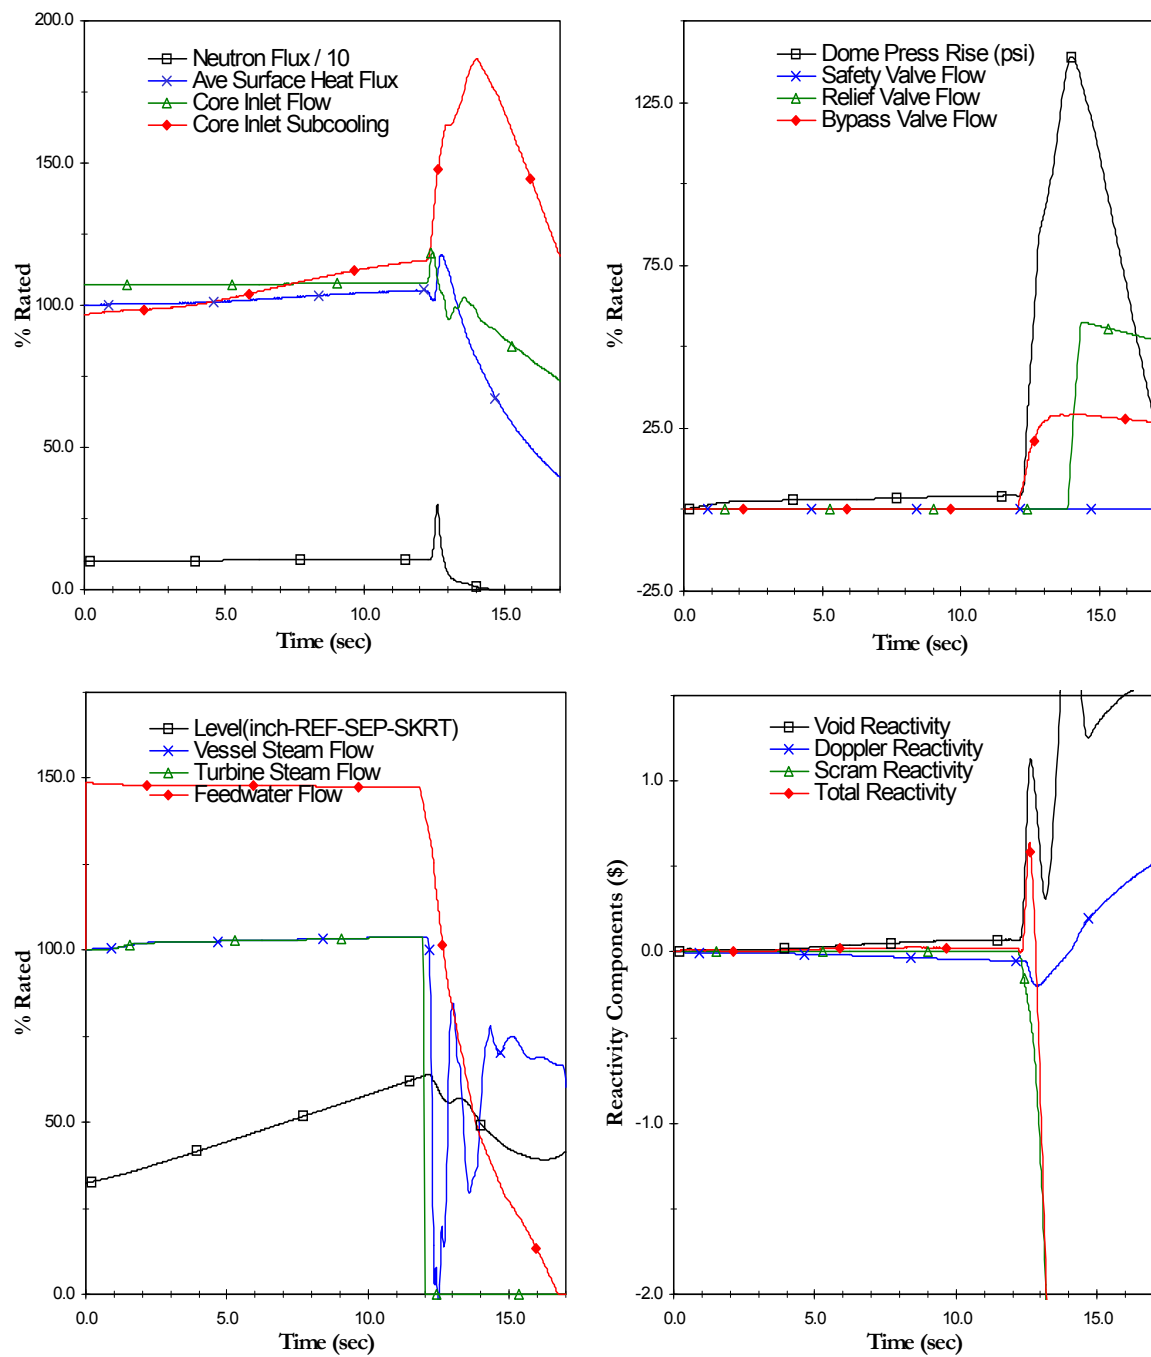 200.0
150.0
100.0
50.0
0.0
% Rated
Neutron Flux / 10
Ave Surface Heat Flux
Core Inlet Flow
Core Inlet Subcooling
0.0 5.0 10.0 15.0
Time (sec)
125.0
75.0
25.0
-25.0
% Rated
Dome Press Rise (psi)
Safety Valve Flow
Relief Valve Flow
Bypass Valve Flow
0.0 5.0 10.0 15.0
Time (sec)
150.0
100.0
50.0
0.0
% Rated
Level(inch-REF-SEP-SKRT)
Vessel Steam Flow
Turbine Steam Flow
Feedwater Flow
0.0 5.0 10.0 15.0
Time (sec)
1.0
0.0
-1.0
-2.0
Reactivity Components ($)
Void Reactivity
Doppler Reactivity
Scram Reactivity
Total Reactivity
0.0 5.0 10.0 15.0
Time (sec)